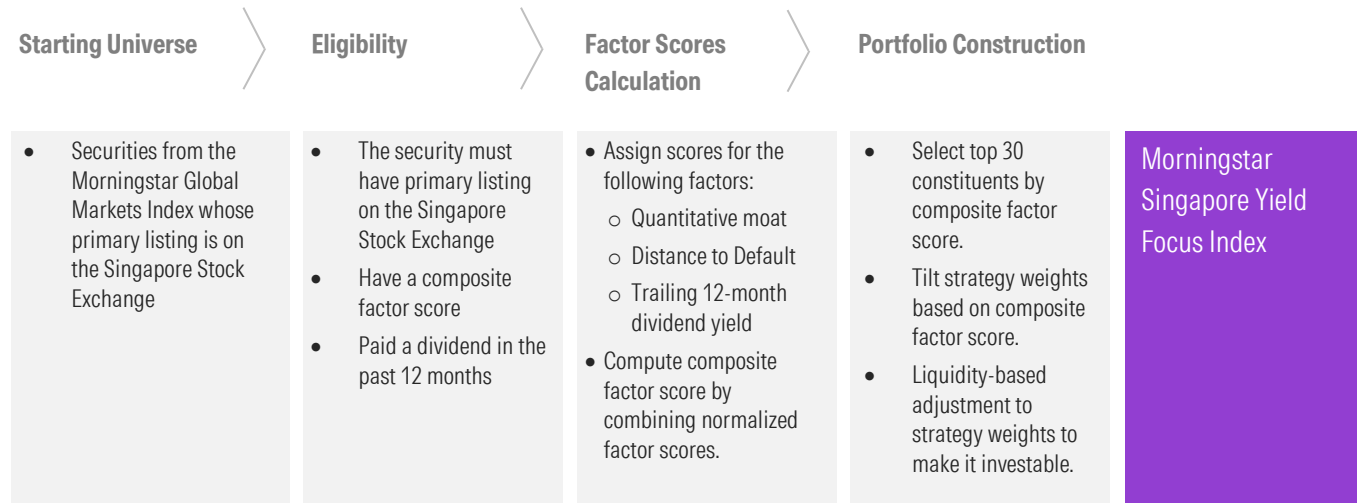 Starting Universe
Eligibility
Factor Scores
Calculation
Portfolio Construction
• Securities from the
Morningstar Global
Markets Index whose
primary listing is on
the Singapore Stock
Exchange
• The security must
have primary listing
on the Singapore
Stock Exchange
• Have a composite
factor score
• Paid a dividend in the
past 12 months
• Assign scores for the
following factors:
o Quantitative moat
o Distance to Default
o Trailing 12-month
dividend yield
• Compute composite
factor score by
combining normalized
factor scores.
• Select top 30
constituents by
composite factor
score.
• Tilt strategy weights
based on composite
factor score.
• Liquidity-based
adjustment to
strategy weights to
make it investable.
Morningstar
Singapore Yield
Focus Index